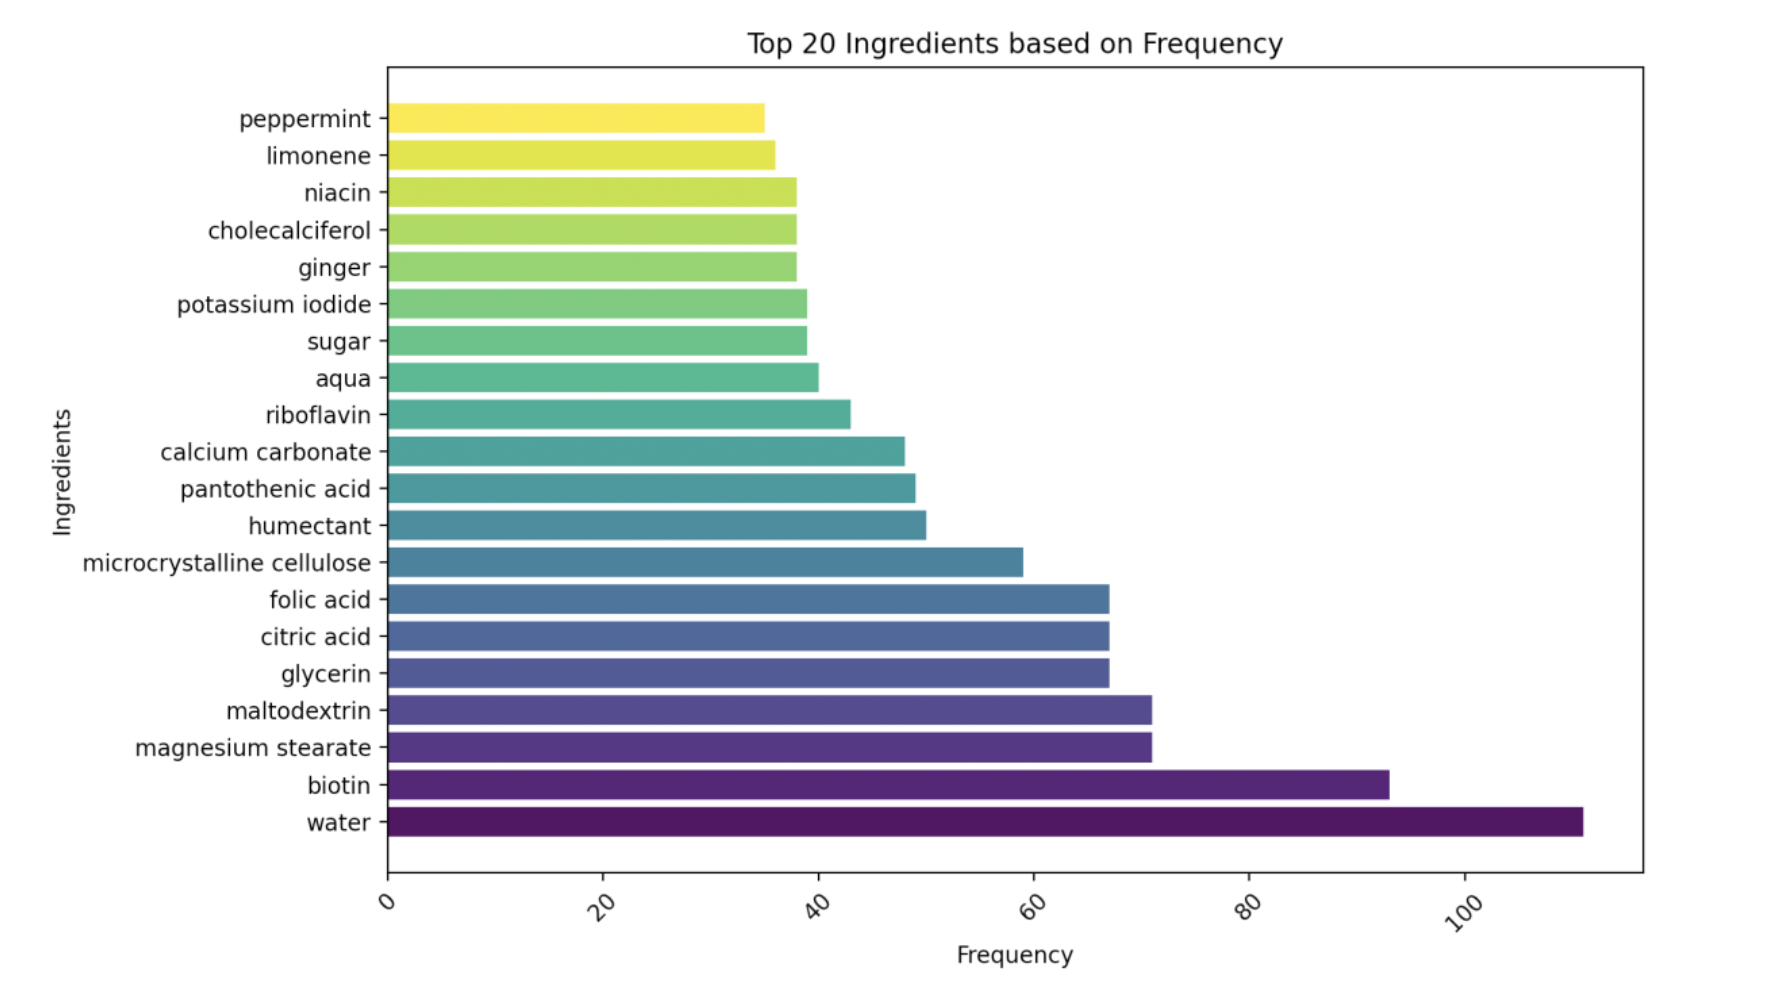 Top 20 Ingredients based on Frequency
peppermint
limonene
niacin
cholecalciferol
ginger
potassium iodide
sugar
aqua
riboflavin
calcium carbonate
pantothenic acid
humectant
microcrystalline cellulose
folic acid
citric acid
glycerin
maltodextrin
magnesium stearate
biotin
water
Ingredients
0 20 40 60 80 100
Frequency